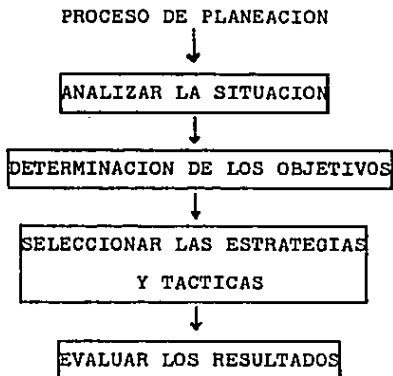 PROCESO DE PLANEACION
ANALIZAR LA SITUACION
DETERMINACION DE LOS OBJETIVOS
SELECCIONAR LAS ESTRATEGIAS
Y TACTICAS
EVALUAR LOS RESULTADOS